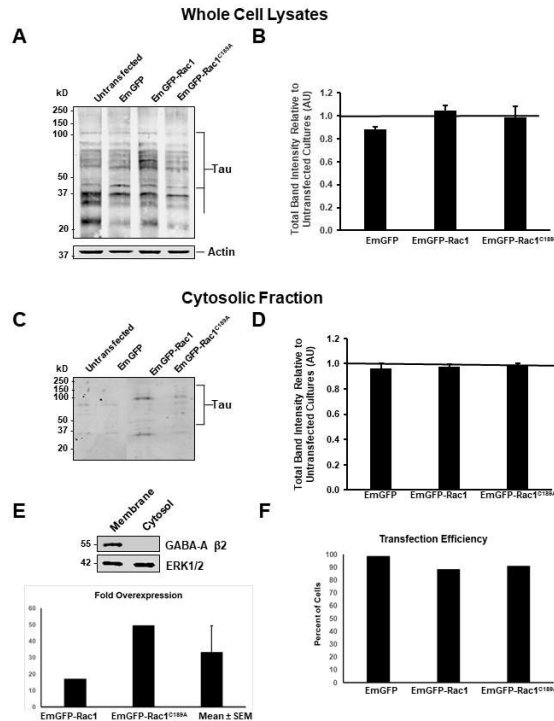 Whole Cell Lysates
A
B
Untransfected
EmGFP
EmGFP-Rac1
EmGFP-Rac1C189A
kD
250
150
100
50
37
20
Tau
37
Actin
Total Band Intensity Relative to
Untransfected Cultures (AU)
1.4
1.2
1.0
0.8
0.6
0.4
0.2
0.0
EmGFP
EmGFP-Rac1
EmGFP-Rac1C189A
Cytosolic Fraction
C
D
Untransfected
EmGFP
EmGFP-Rac1
EmGFP-Rac1C189A
kD
250
150
100
50
37
20
Tau
Total Band Intensity Relative to
Untransfected Cultures (AU)
1.2
1.0
0.8
0.6
0.4
0.2
0.0
EmGFP
EmGFP-Rac1
EmGFP-Rac1C189A
E
Membrane
Cytosol
55
GABA-A β2
42
ERK1/2
Fold Overexpression
60
50
40
30
20
10
0
EmGFP-Rac1
EmGFP-Rac1C189A
Mean ± SEM
F
Transfection Efficiency
Percent of Cells
100
90
80
70
60
50
40
30
20
10
0
EmGFP
EmGFP-Rac1
EmGFP-Rac1C189A